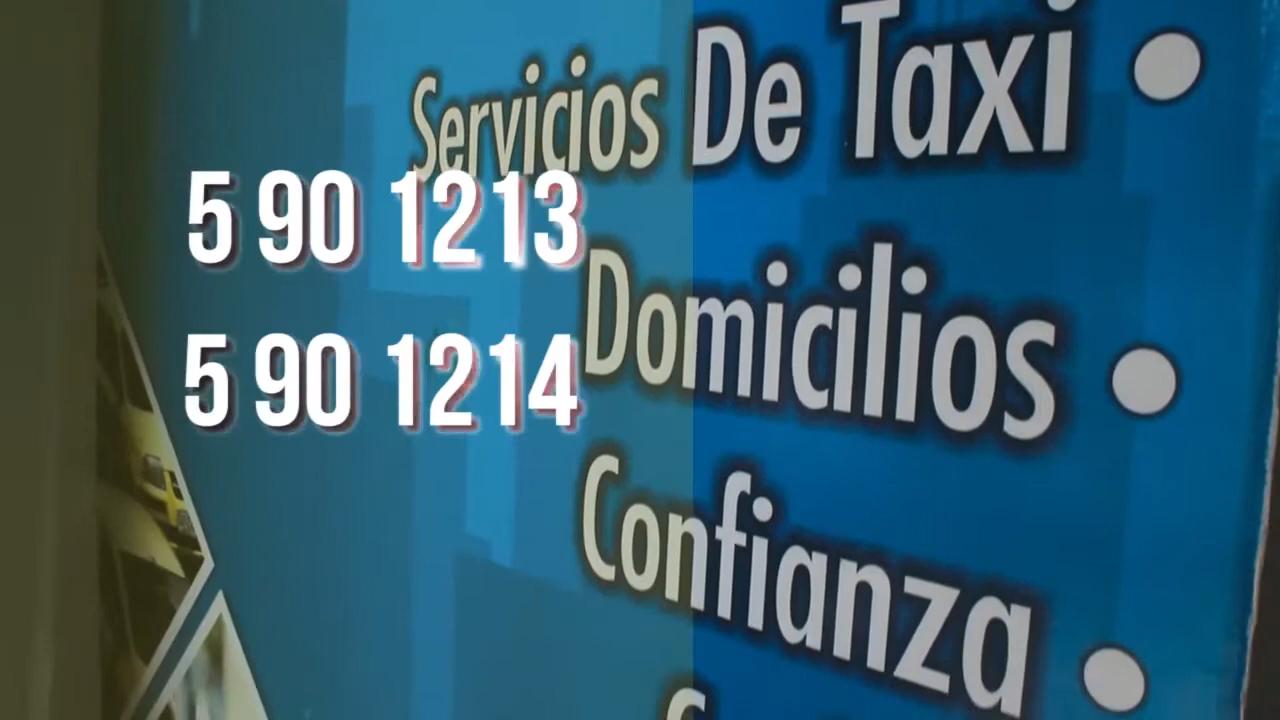 Servicios De Taxi •
5 90 1213
Domicilios •
5 90 1214
Confianza •